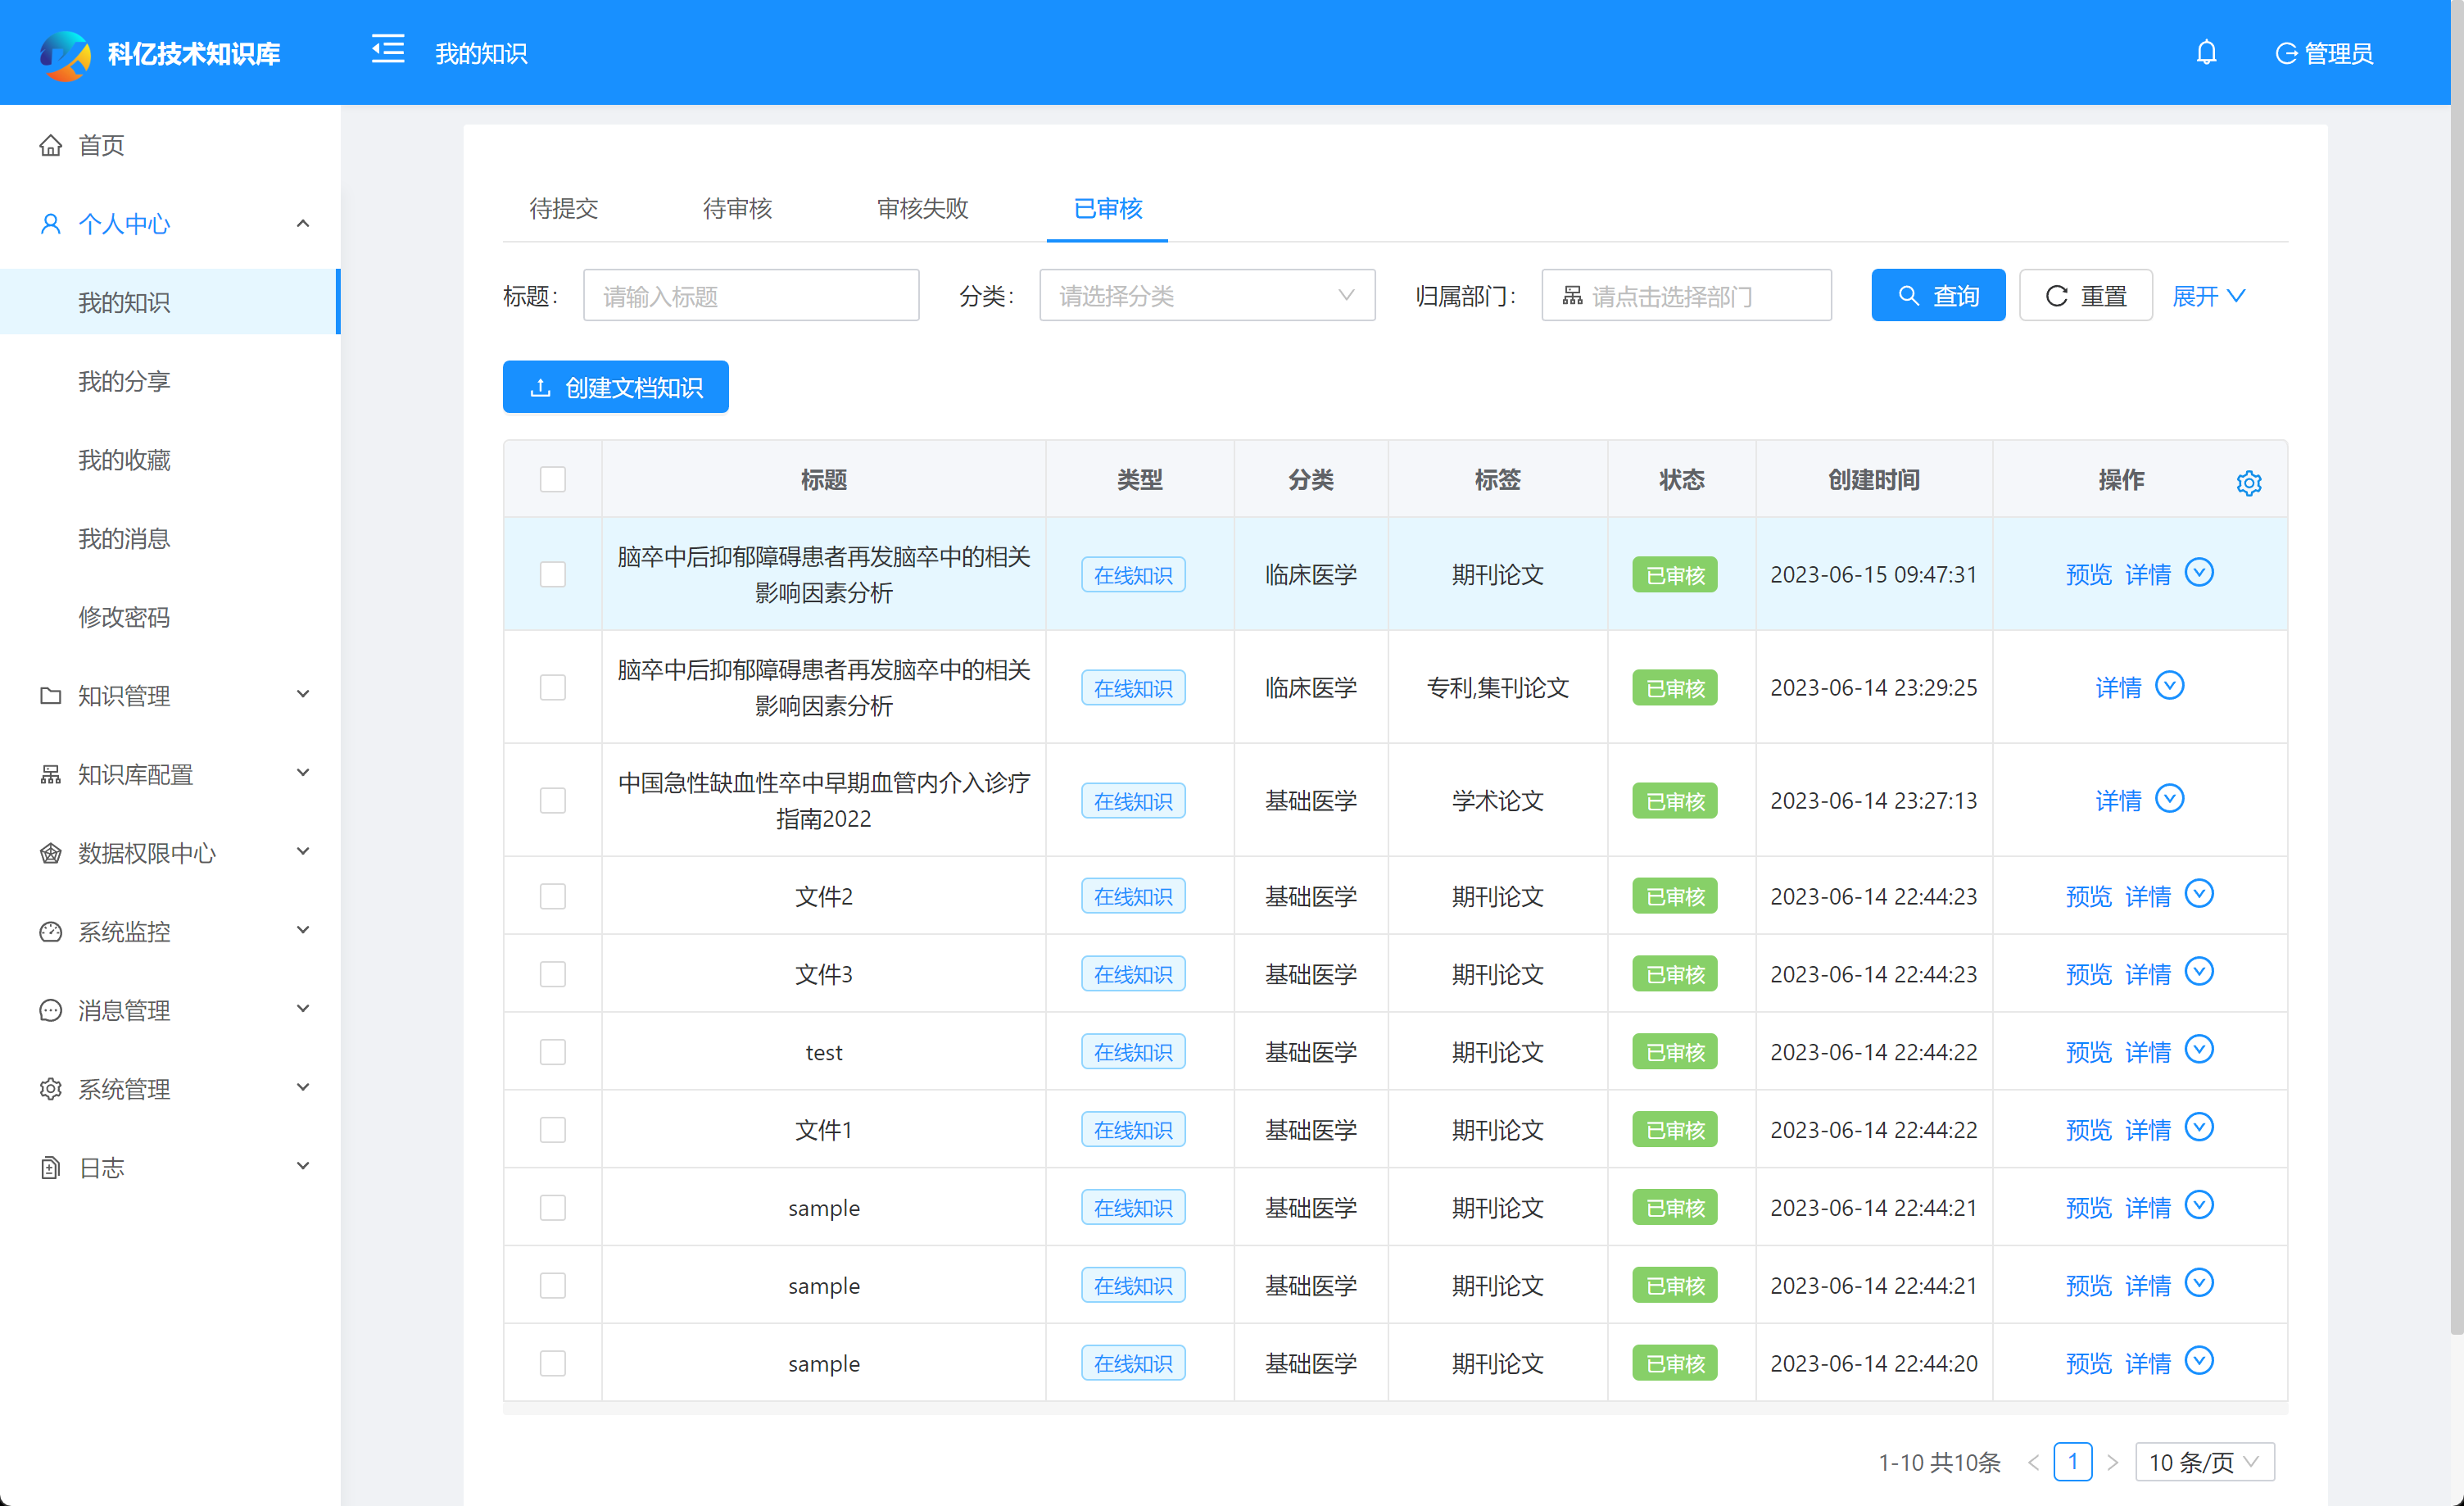 科亿技术知识库
我的知识
管理员
首页
个人中心
我的知识
我的分享
我的收藏
我的消息
修改密码
知识管理
知识库配置
数据权限中心
系统监控
消息管理
系统管理
日志
待提交 待审核 审核失败 已审核
标题: 请输入标题 分类: 请选择分类 归属部门: 请点击选择部门 查询 重置 展开
创建文档知识
标题 类型 分类 标签 状态 创建时间 操作
脑卒中后抑郁障碍患者再发脑卒中的相关
影响因素分析 在线知识 临床医学 期刊论文 已审核 2023-06-15 09:47:31 预览 详情
脑卒中后抑郁障碍患者再发脑卒中的相关
影响因素分析 在线知识 临床医学 专利,集刊论文 已审核 2023-06-14 23:29:25 详情
中国急性缺血性卒中早期血管内介入诊疗
指南2022 在线知识 基础医学 学术论文 已审核 2023-06-14 23:27:13 详情
文件2 在线知识 基础医学 期刊论文 已审核 2023-06-14 22:44:23 预览 详情
文件3 在线知识 基础医学 期刊论文 已审核 2023-06-14 22:44:23 预览 详情
test 在线知识 基础医学 期刊论文 已审核 2023-06-14 22:44:22 预览 详情
文件1 在线知识 基础医学 期刊论文 已审核 2023-06-14 22:44:22 预览 详情
sample 在线知识 基础医学 期刊论文 已审核 2023-06-14 22:44:21 预览 详情
sample 在线知识 基础医学 期刊论文 已审核 2023-06-14 22:44:21 预览 详情
sample 在线知识 基础医学 期刊论文 已审核 2023-06-14 22:44:20 预览 详情
1-10 共10条 < 1 > 10 条/页